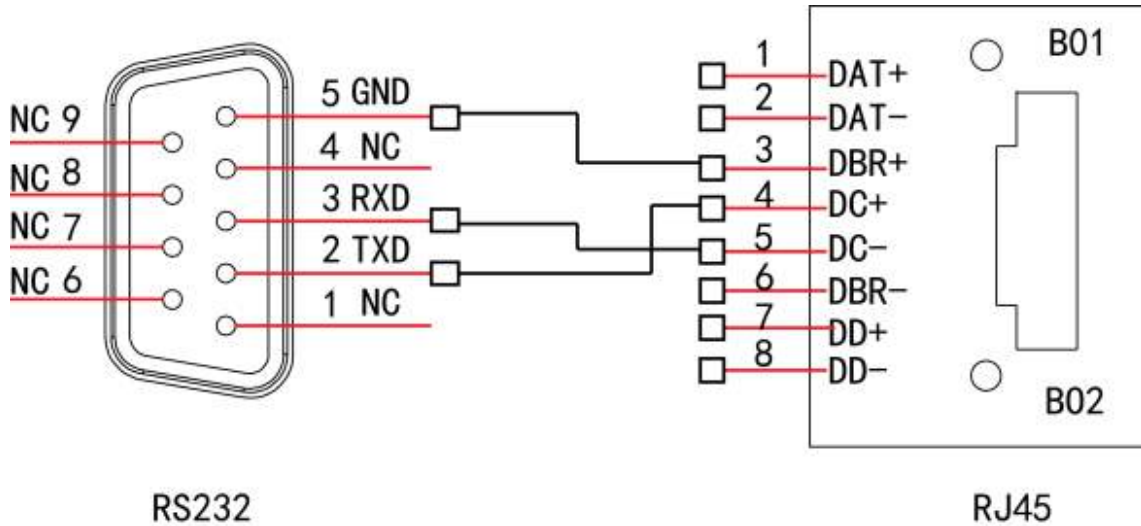 5 GND
NC 9
4 NC
NC 8
3 RXD
NC 7
2 TXD
NC 6
1 NC
RS232
B01
1 DAT+
2 DAT-
3 DBR+
4 DC+
5 DC-
6 DBR-
7 DD+
8 DD-
B02
RJ45